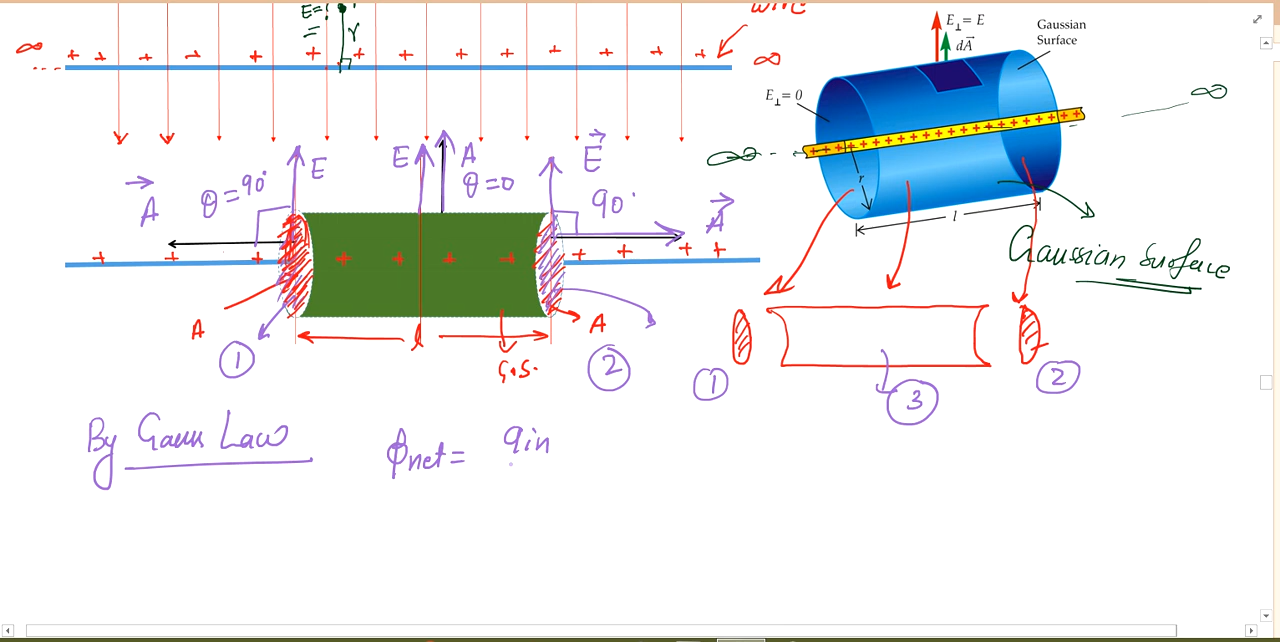 E=?
r
wire
∞
∞
E⊥ = E
dA⃗
Gaussian
Surface
E⊥ = 0
∞
∞
r
l
A⃗
θ=90°
E
E
A
θ=0
E⃗
90°
A⃗
Gaussian Surface
A
l
A
G.S.
①
②
①
③
②
By Gauss Law
ϕnet = qin